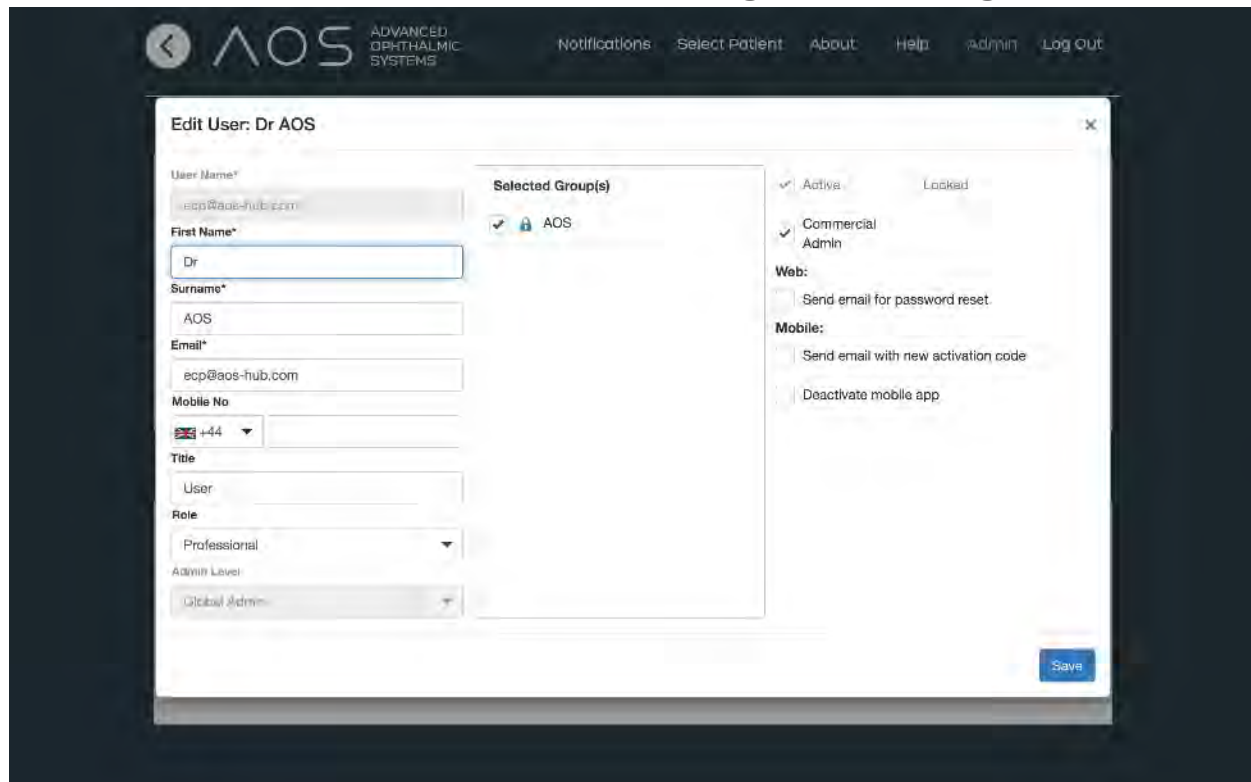 AOS ADVANCED
OPHTHALMIC
SYSTEMS
Notifications Select Patient About Help Admin Log Out
Edit User: Dr AOS ×
User Name*
ecp@aos-hub.com
First Name*
Dr
Surname*
AOS
Email*
ecp@aos-hub.com
Mobile No
+44
Title
User
Role
Professional
Admin Level
Global Admin
Selected Group(s)
AOS
Active Locked
Commercial
Admin
Web:
Send email for password reset
Mobile:
Send email with new activation code
Deactivate mobile app
Save